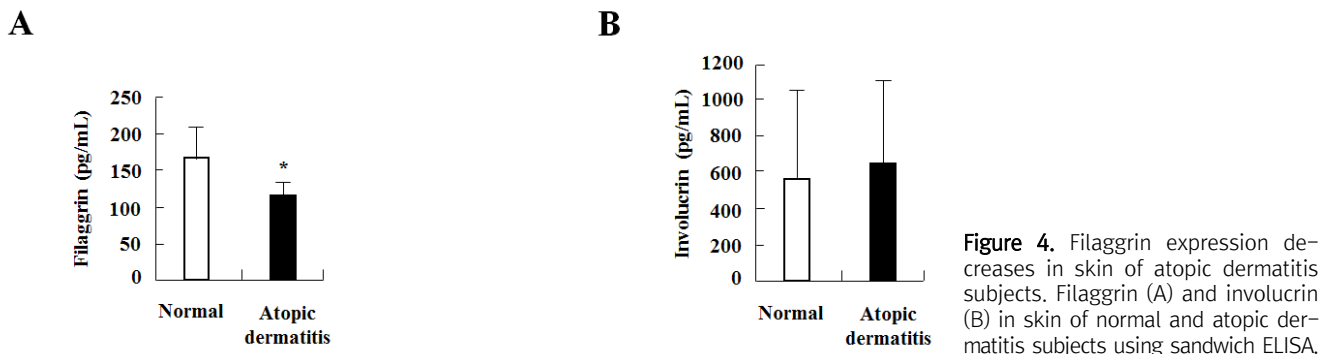 A
Filaggrin (pg/mL)
250
200
150
100
50
0
*
Normal
Atopic
dermatitis
B
Involucrin (pg/mL)
1200
1000
800
600
400
200
0
Normal
Atopic
dermatitis
Figure 4. Filaggrin expression de-
creases in skin of atopic dermatitis
subjects. Filaggrin (A) and involucrin
(B) in skin of normal and atopic der-
matitis subjects using sandwich ELISA.